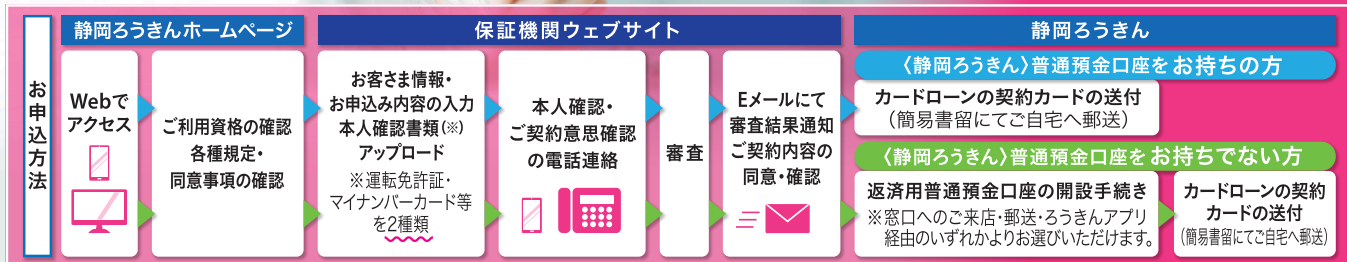 お申込方法
静岡ろうきんホームページ
Webで
アクセス
ご利用資格の確認
各種規定・
同意事項の確認
保証機関ウェブサイト
お客さま情報・
お申込み内容の入力
本人確認書類(※)
アップロード
※運転免許証・
マイナンバーカード等
を2種類
本人確認・
ご契約意思確認
の電話連絡
審査
Eメールにて
審査結果通知
ご契約内容の
同意・確認
静岡ろうきん
〈静岡ろうきん〉普通預金口座をお持ちの方
カードローンの契約カードの送付
(簡易書留にてご自宅へ郵送)
〈静岡ろうきん〉普通預金口座をお持ちでない方
返済用普通預金口座の開設手続き
※窓口へのご来店・郵送・ろうきんアプリ
経由のいずれかよりお選びいただけます。
カードローンの契約
カードの送付
(簡易書留にてご自宅へ郵送)